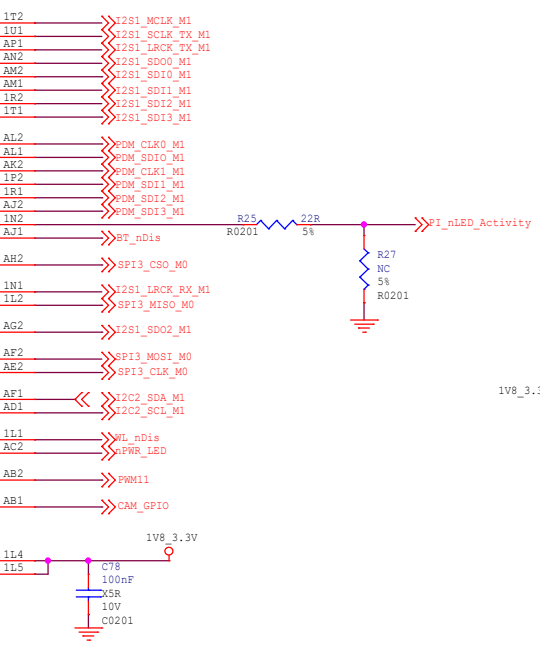 1T2 I2S1_MCLK_M1
1U1 I2S1_SCLK_TX_M1
AP1 I2S1_LRCK_TX_M1
AN2 I2S1_SDO0_M1
AM2 I2S1_SDI0_M1
AM1 I2S1_SDI1_M1
1R2 I2S1_SDI2_M1
1T1 I2S1_SDI3_M1
AL2 PDM_CLK0_M1
AL1 PDM_SDI0_M1
AK2 PDM_CLK1_M1
1P2 PDM_SDI1_M1
1R1 PDM_SDI2_M1
AJ2 PDM_SDI3_M1
1N2 R25 22R PI_nLED_Activity
R0201 5%
AJ1 BT_nDis
R27
NC
5%
R0201
AH2 SPI3_CSO_M0
1N1 I2S1_LRCK_RX_M1
1L2 SPI3_MISO_M0
AG2 I2S1_SDO2_M1
AF2 SPI3_MOSI_M0
AE2 SPI3_CLK_M0
1V8_3.3
AF1 I2C2_SDA_M1
AD1 I2C2_SCL_M1
1L1 WL_nDis
AC2 nPWR_LED
AB2 PWM11
AB1 CAM_GPIO
1V8_3.3V
1L4
1L5
C78
100nF
X5R
10V
C0201